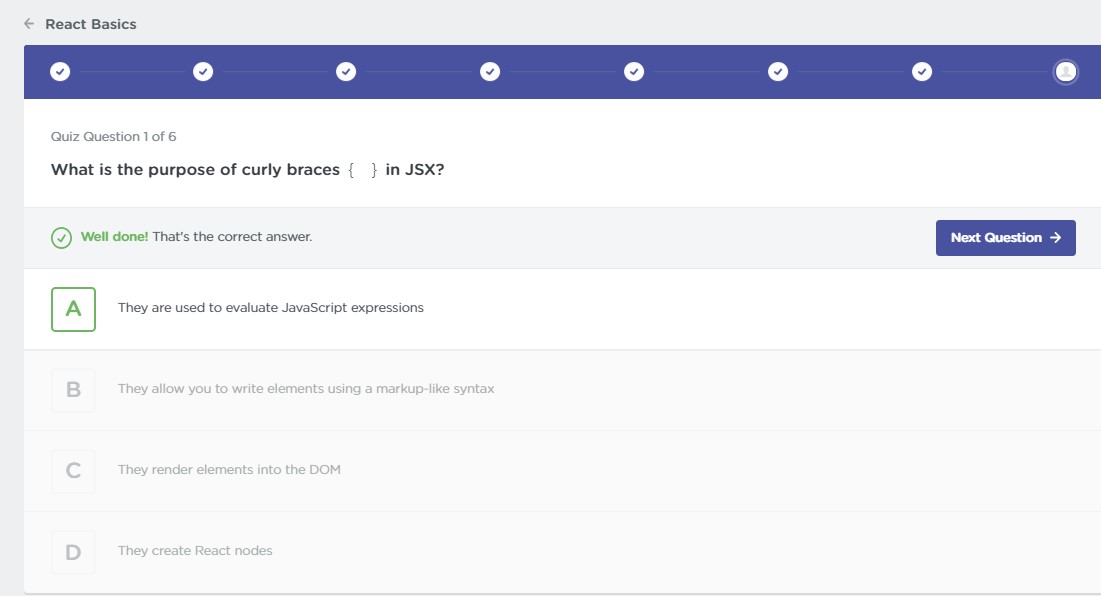 ← React Basics
Quiz Question 1 of 6
What is the purpose of curly braces { } in JSX?
Well done! That's the correct answer.
Next Question →
A
They are used to evaluate JavaScript expressions
B
They allow you to write elements using a markup-like syntax
C
They render elements into the DOM
D
They create React nodes